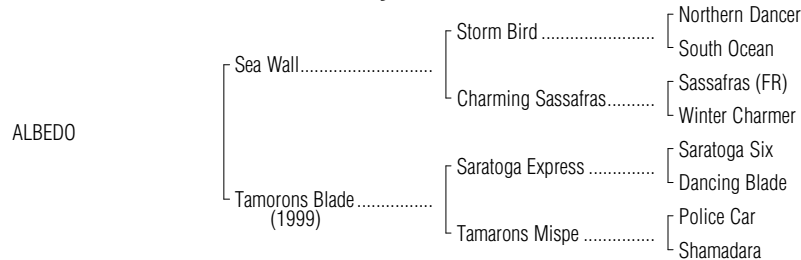 Northern Dancer
Storm Bird ........................
South Ocean
Sea Wall............................
Sassafras (FR)
Charming Sassafras..........
Winter Charmer
ALBEDO
Saratoga Six
Saratoga Express ..............
Dancing Blade
Tamorons Blade................
(1999)
Police Car
Tamarons Mispe ...............
Shamadara